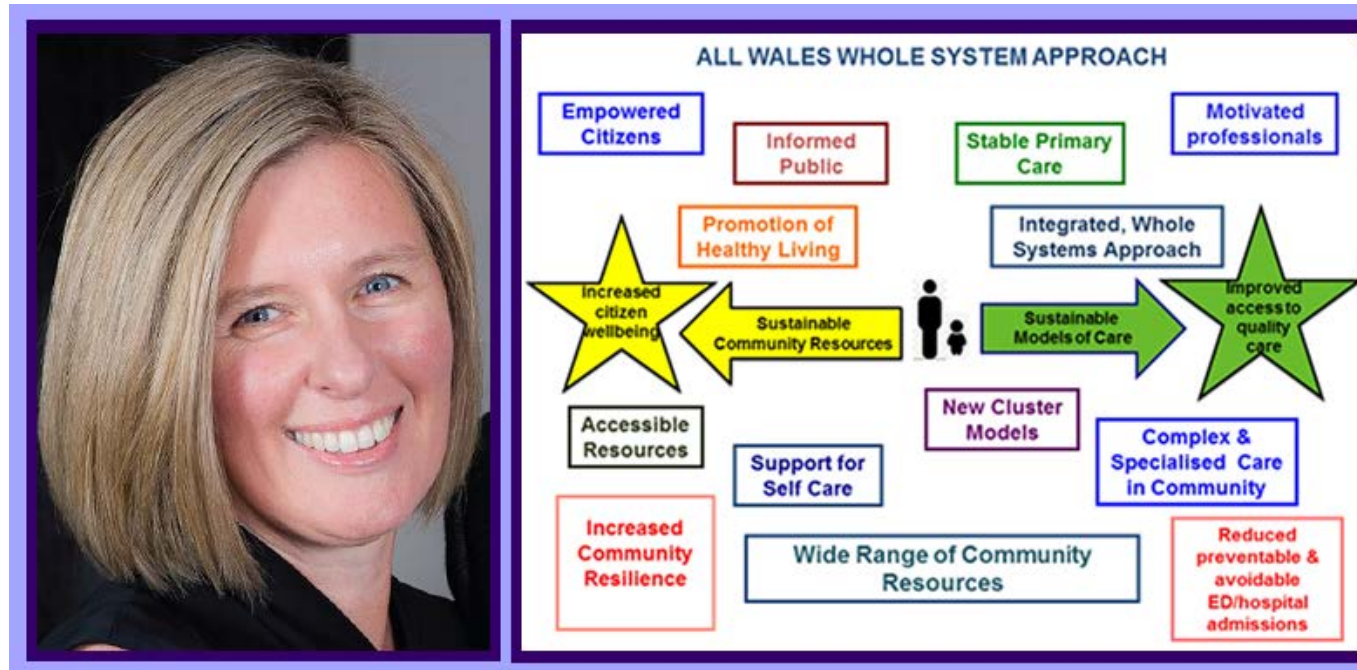 ALL WALES WHOLE SYSTEM APPROACH
Empowered
Citizens
Informed
Public
Stable Primary
Care
Motivated
professionals
Promotion of
Healthy Living
Integrated, Whole
Systems Approach
Increased
citizen
wellbeing
Sustainable
Community Resources
Sustainable
Models of Care
Improved
access to
quality
care
Accessible
Resources
Support for
Self Care
New Cluster
Models
Complex &
Specialised Care
in Community
Increased
Community
Resilience
Wide Range of Community
Resources
Reduced
preventable &
avoidable
ED/hospital
admissions